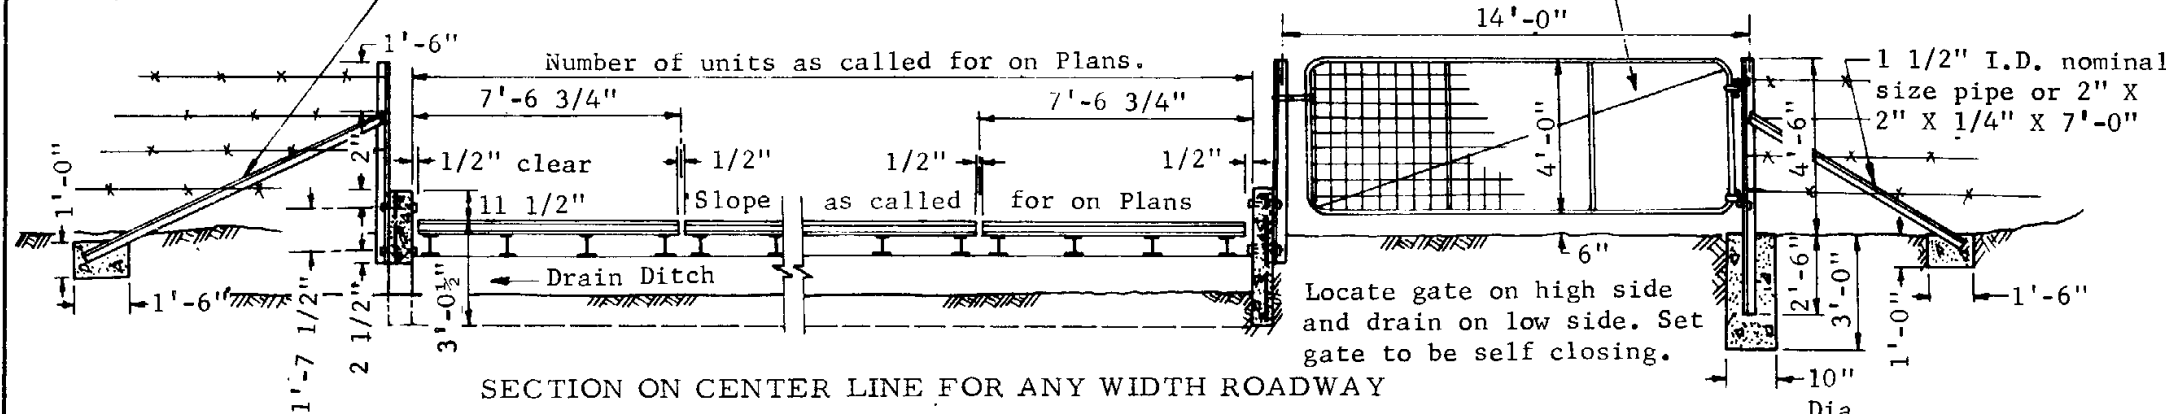 14'-0"
1'-6"
Number of units as called for on Plans.
1 1/2" I.D. nominal
size pipe or 2" X
2" X 1/4" X 7'-0"
7'-6 3/4"
7'-6 3/4"
4'-0"
4'-6"
2"
1/2" clear
1/2"
1/2"
1/2"
1'-0"
11 1/2"
Slope as called for on Plans
6"
Drain Ditch
1'-6"
1'-7 1/2"
2 1/2"
3'-0½"
Locate gate on high side
and drain on low side. Set
gate to be self closing.
2'-6"
3'-0"
1'-0"
1'-6"
SECTION ON CENTER LINE FOR ANY WIDTH ROADWAY
10"
Dia